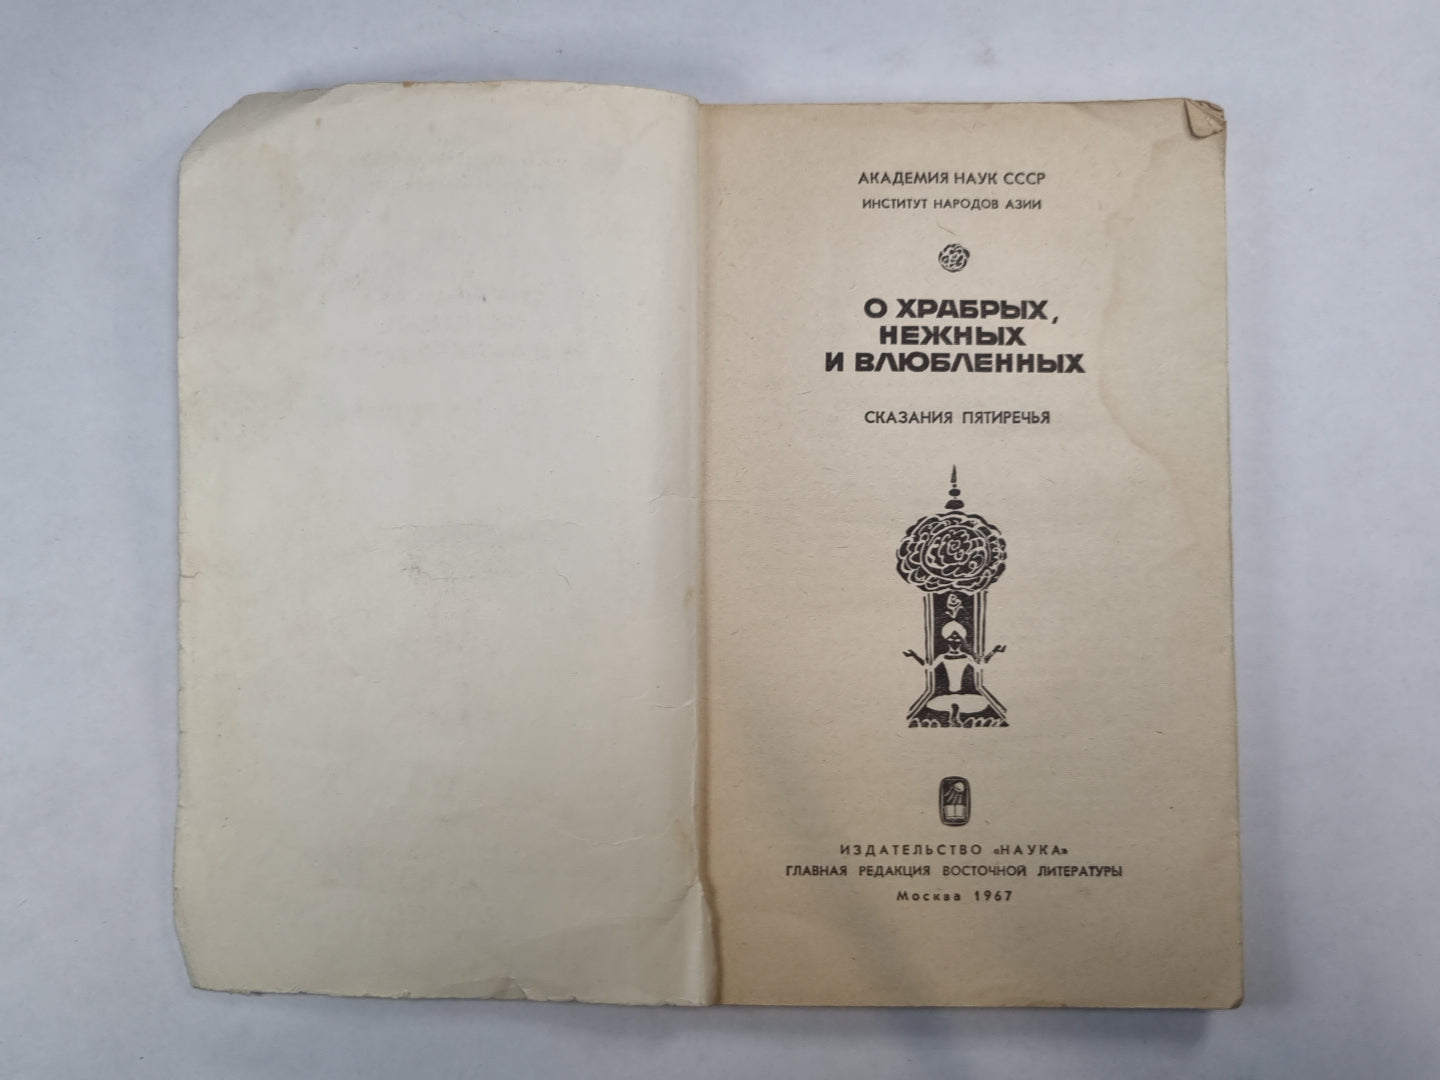 АКАДЕМИЯ НАУК СССР
ИНСТИТУТ НАРОДОВ АЗИИ
О ХРАБРЫХ,
НЕЖНЫХ
И ВЛЮБЛЕННЫХ
СКАЗАНИЯ ПЯТИРЕЧЬЯ
ИЗДАТЕЛЬСТВО «НАУКА»
ГЛАВНАЯ РЕДАКЦИЯ ВОСТОЧНОЙ ЛИТЕРАТУРЫ
Москва 1967